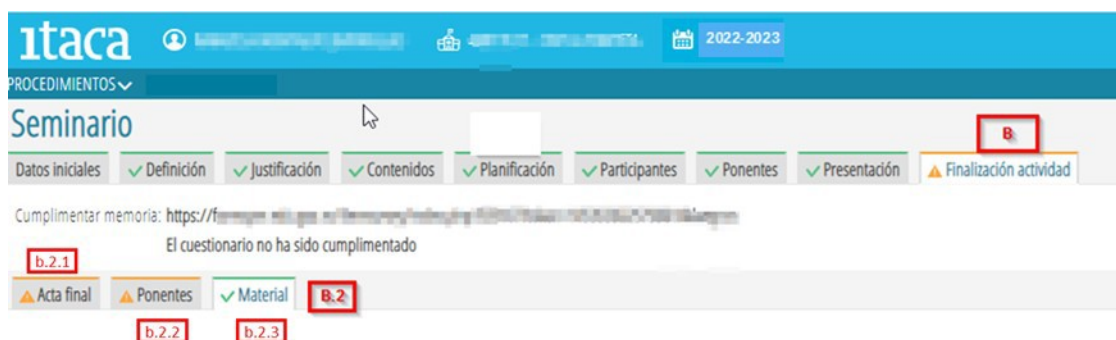 ıtaca 2022-2023
PROCEDIMIENTOS
Seminario
B
Datos iniciales Definición Justificación Contenidos Planificación Participantes Ponentes Presentación Finalización actividad
Cumplimentar memoria: https://f
El cuestionario no ha sido cumplimentado
b.2.1
Acta final Ponentes Material B.2
b.2.2 b.2.3